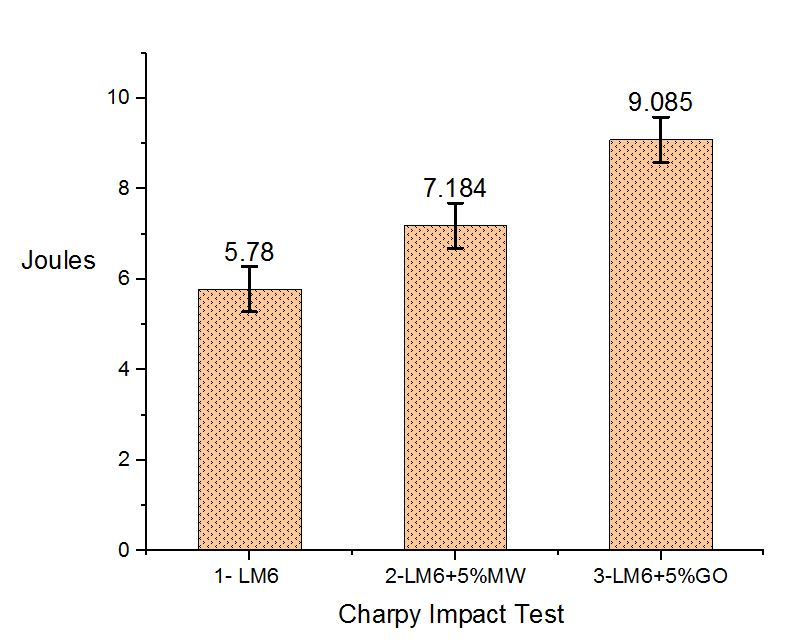 10
8
6
4
2
0
Joules
5.78
7.184
9.085
1- LM6
2-LM6+5%MW
3-LM6+5%GO
Charpy Impact Test